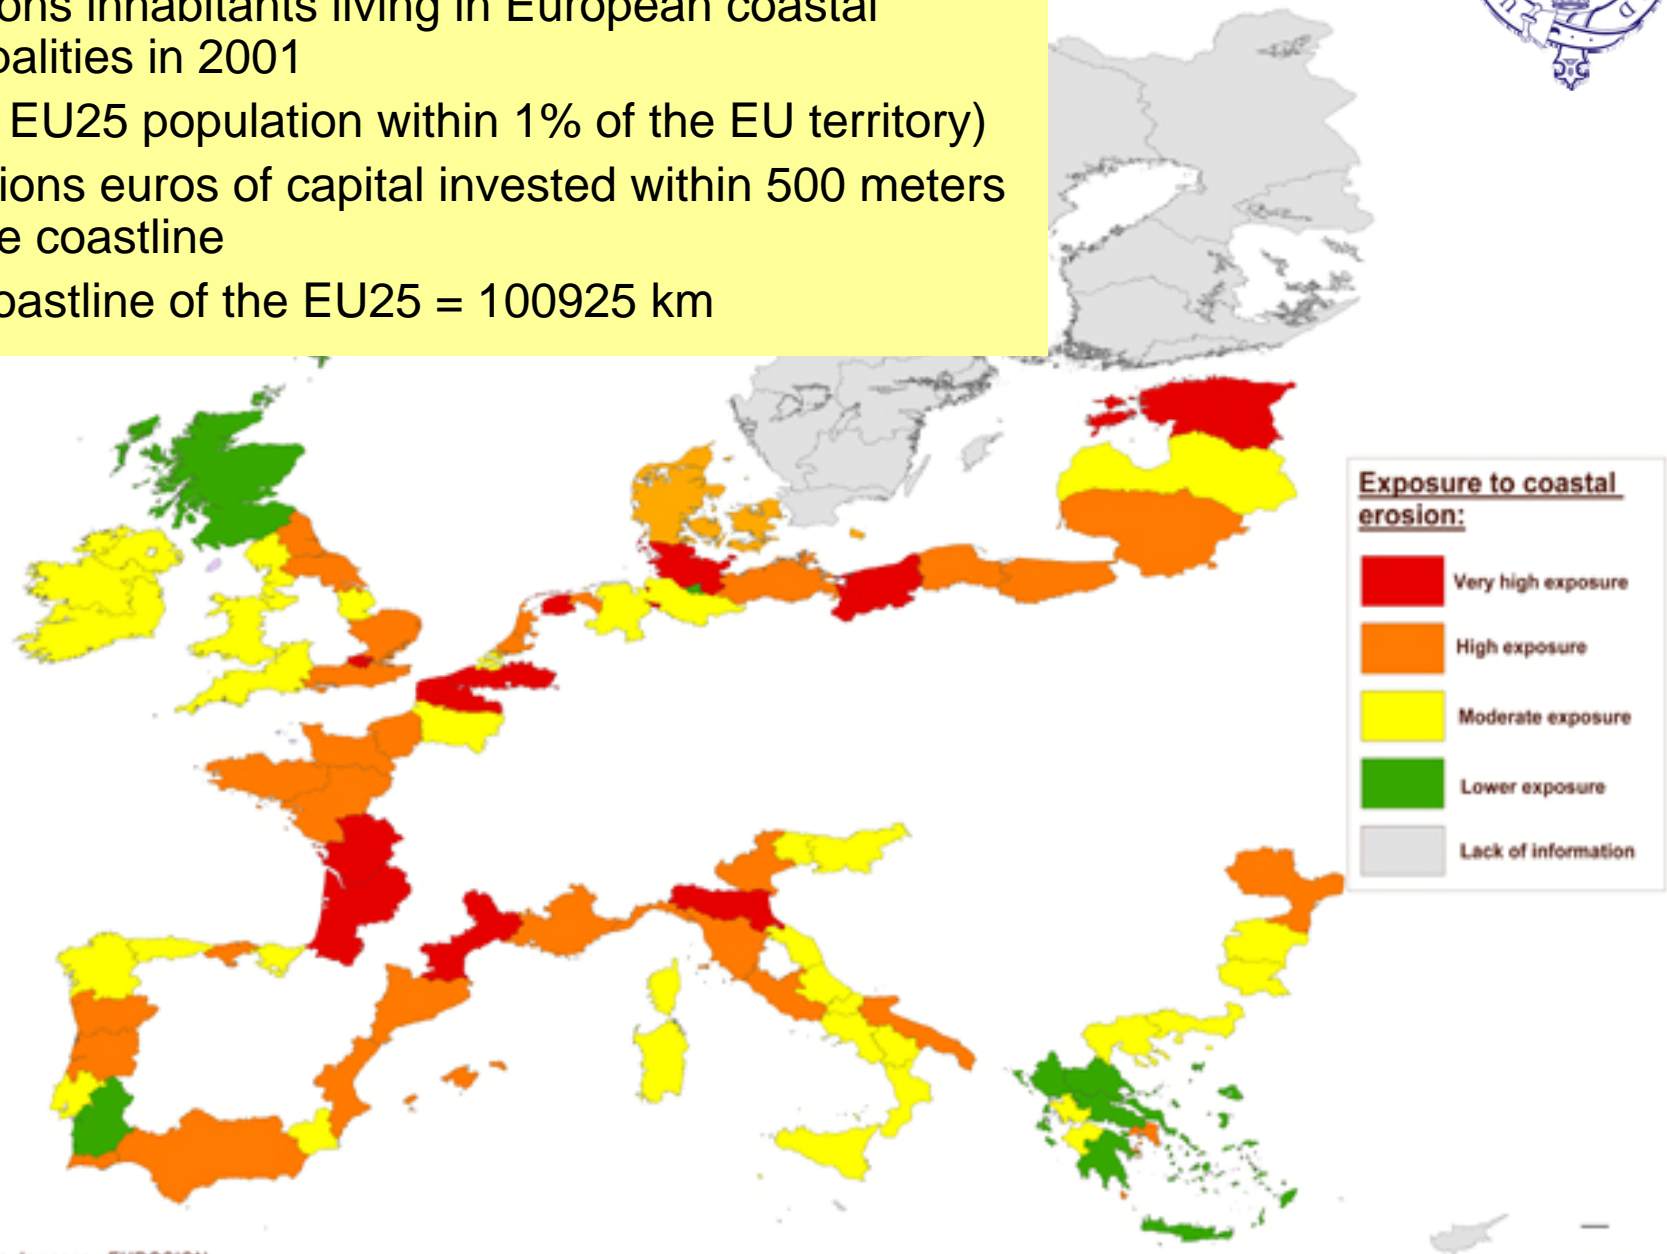 ons inhabitants living in European coastal
palities in 2001
EU25 population within 1% of the EU territory)
ions euros of capital invested within 500 meters
e coastline
oastline of the EU25 = 100925 km
Exposure to coastal
erosion:
Very high exposure
High exposure
Moderate exposure
Lower exposure
Lack of information